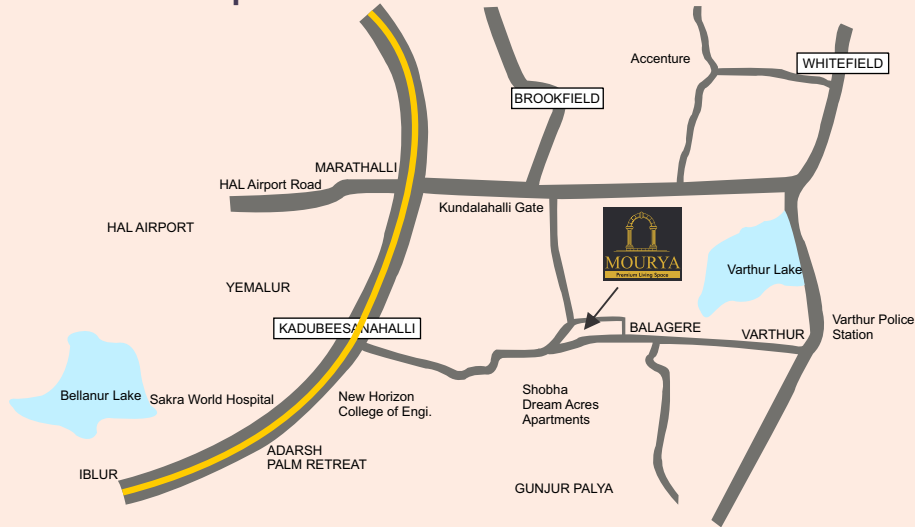 Accenture
WHITEFIELD
BROOKFIELD
MARATHALLI
HAL Airport Road
Kundalahalli Gate
HAL AIRPORT
MOURYA
Premium Living Space
Varthur Lake
YEMALUR
KADUBEESANAHALLI
BALAGERE
VARTHUR
Varthur Police
Station
Bellanur Lake
Sakra World Hospital
New Horizon
College of Engi.
Shobha
Dream Acres
Apartments
ADARSH
PALM RETREAT
IBLUR
GUNJUR PALYA